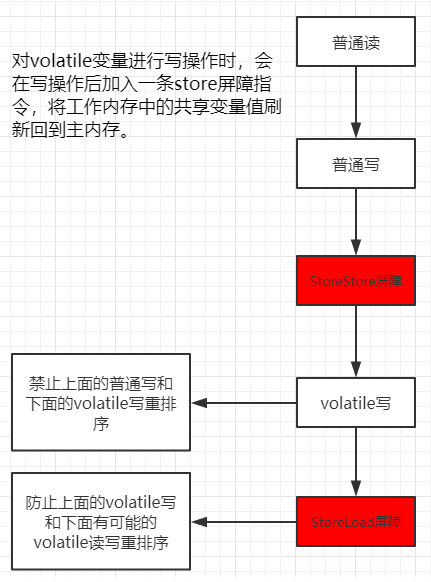 对volatile变量进行写操作时，会
在写操作后加入一条store屏障指
令，将工作内存中的共享变量值刷
新回到主内存。
普通读
普通写
StoreStore屏障
volatile写
禁止上面的普通写和
下面的volatile写重排
序
StoreLoad屏障
防止上面的volatile写
和下面有可能的
volatile读写重排序